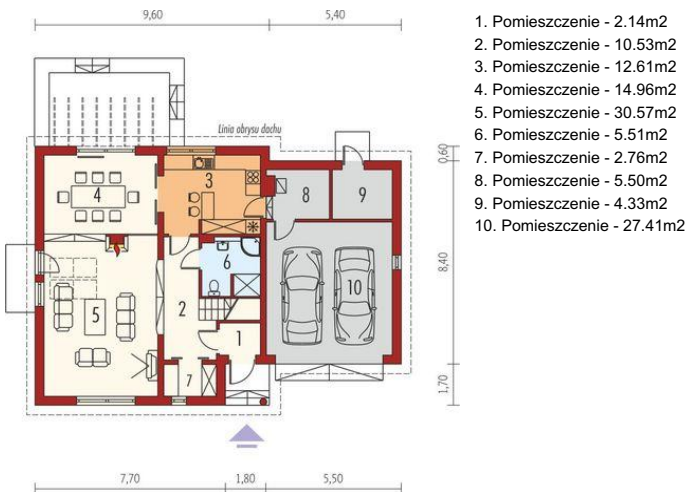 9,60 5,40
1. Pomieszczenie - 2.14m2
2. Pomieszczenie - 10.53m2
3. Pomieszczenie - 12.61m2
4. Pomieszczenie - 14.96m2
5. Pomieszczenie - 30.57m2
6. Pomieszczenie - 5.51m2
7. Pomieszczenie - 2.76m2
8. Pomieszczenie - 5.50m2
9. Pomieszczenie - 4.33m2
10. Pomieszczenie - 27.41m2
Linia obrysu dachu
0,60
3
4
8
9
6
8,40
10
5
2
1
7
1,70
7,70 1,80 5,50